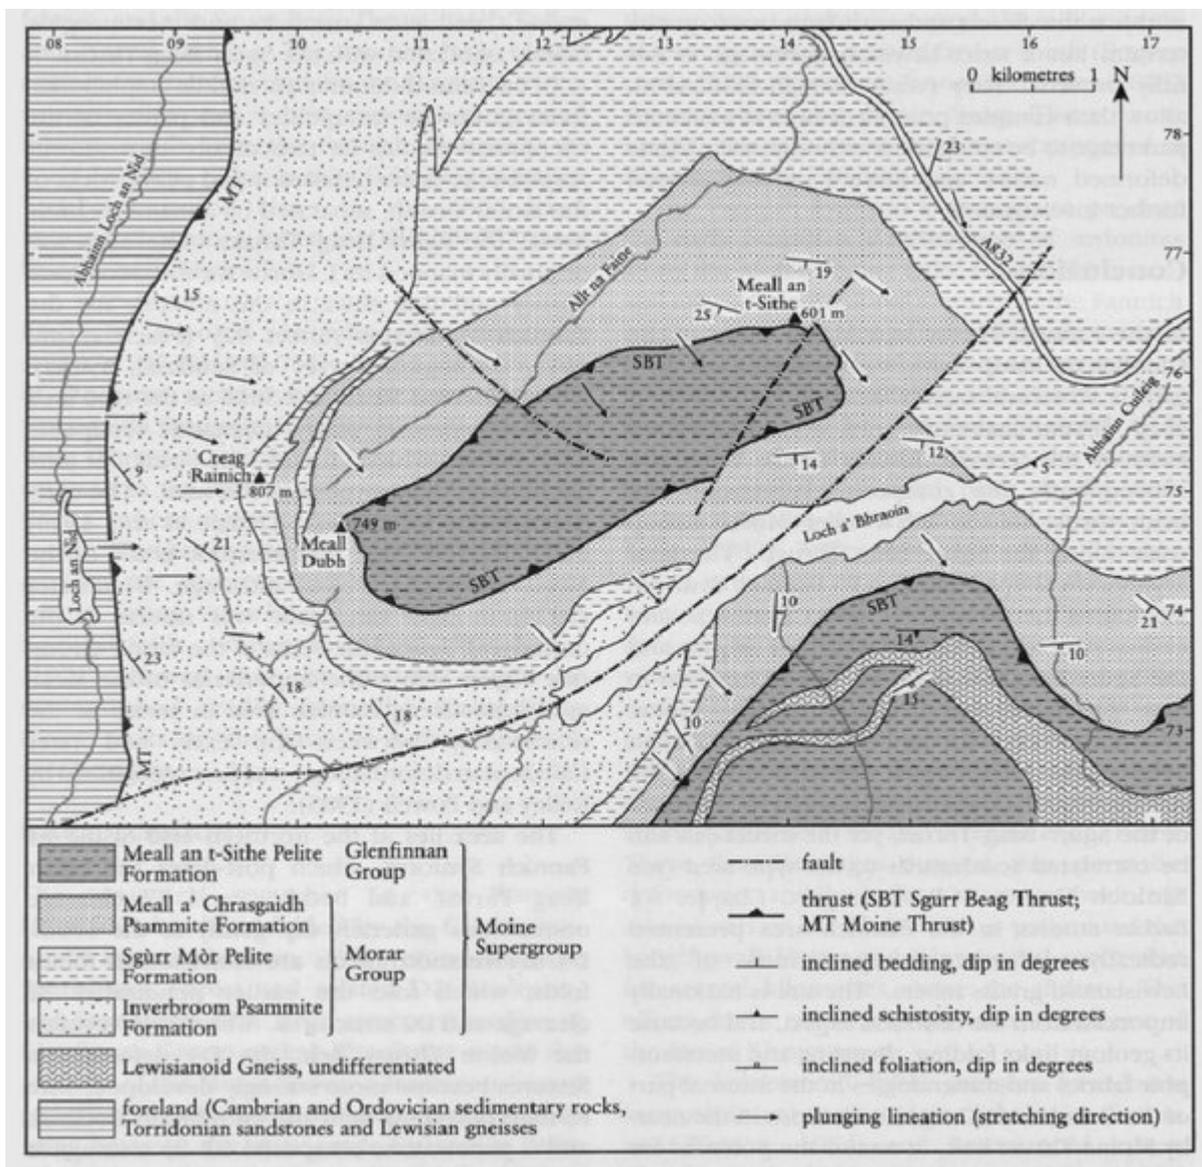 08
09
10
11
12
13
14
15
16
17
0 kilometres 1
N
78
23
Abhainn Loch an Nid
MT
A832
77
Allt na Faine
19
15
Meall an
t-Sithe
25
601 m
SBT
76
SBT
Abhainn Cuileig
Creag
Rainich
12
5
9
807 m
14
75
749 m
Loch a' Bhraoin
Loch an Nid
21
Meall
Dubh
SBT
SBT
10
74
21
14
10
23
18
15
18
10
73
MT
Meall an t-Sithe Pelite
Formation
Glenfinnan
Group
Meall a' Chrasgaidh
Psammite Formation
Sgùrr Mòr Pelite
Formation
Morar
Group
Moine
Supergroup
Inverbroom Psammite
Formation
Lewisianoid Gneiss, undifferentiated
foreland (Cambrian and Ordovician sedimentary rocks,
Torridonian sandstones and Lewisian gneisses
fault
thrust (SBT Sgùrr Beag Thrust;
MT Moine Thrust)
inclined bedding, dip in degrees
inclined schistosity, dip in degrees
inclined foliation, dip in degrees
plunging lineation (stretching direction)